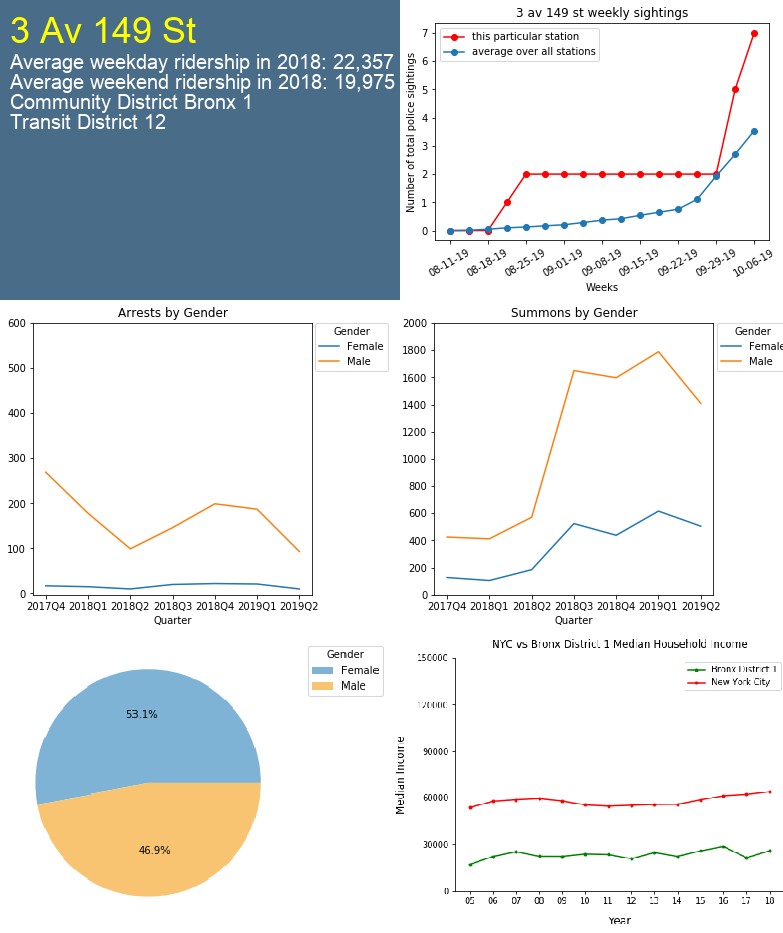 3 Av 149 St
Average weekday ridership in 2018: 22,357
Average weekend ridership in 2018: 19,975
Community District Bronx 1
Transit District 12
3 av 149 st weekly sightings
this particular station
average over all stations
Number of total police sightings
7
6
5
4
3
2
1
0
08-11-19
08-18-19
08-25-19
09-01-19
09-08-19
09-15-19
09-22-19
09-29-19
10-06-19
Weeks
Arrests by Gender
Gender
Female
Male
600
500
400
300
200
100
0
2017Q4 2018Q1 2018Q2 2018Q3 2018Q4 2019Q1 2019Q2
Quarter
Summons by Gender
Gender
Female
Male
2000
1800
1600
1400
1200
1000
800
600
400
200
0
2017Q4 2018Q1 2018Q2 2018Q3 2018Q4 2019Q1 2019Q2
Quarter
Gender
Female
Male
53.1%
46.9%
NYC vs Bronx District 1 Median Household Income
Bronx District 1
New York City
Median Income
150000
120000
90000
60000
30000
0
05 06 07 08 09 10 11 12 13 14 15 16 17 18
Year